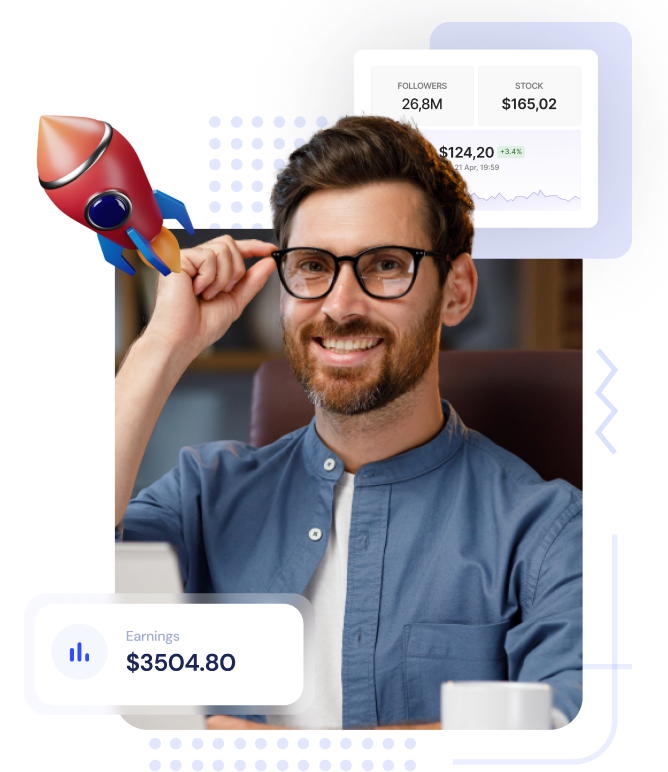 FOLLOWERS
26,8M
STOCK
$165,02
$124,20 +3.4%
21 Apr, 19:59
Earnings
$3504.80